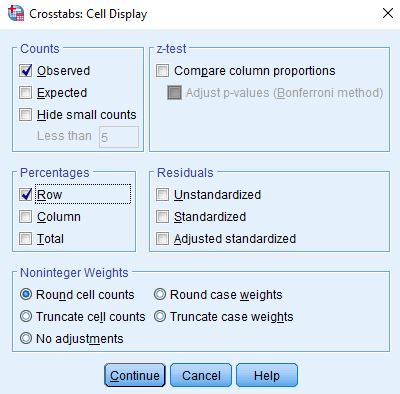 Crosstabs: Cell Display
Counts
Observed
Expected
Hide small counts
Less than 5
z-test
Compare column proportions
Adjust p-values (Bonferroni method)
Percentages
Row
Column
Total
Residuals
Unstandardized
Standardized
Adjusted standardized
Noninteger Weights
Round cell counts Round case weights
Truncate cell counts Truncate case weights
No adjustments
Continue Cancel Help